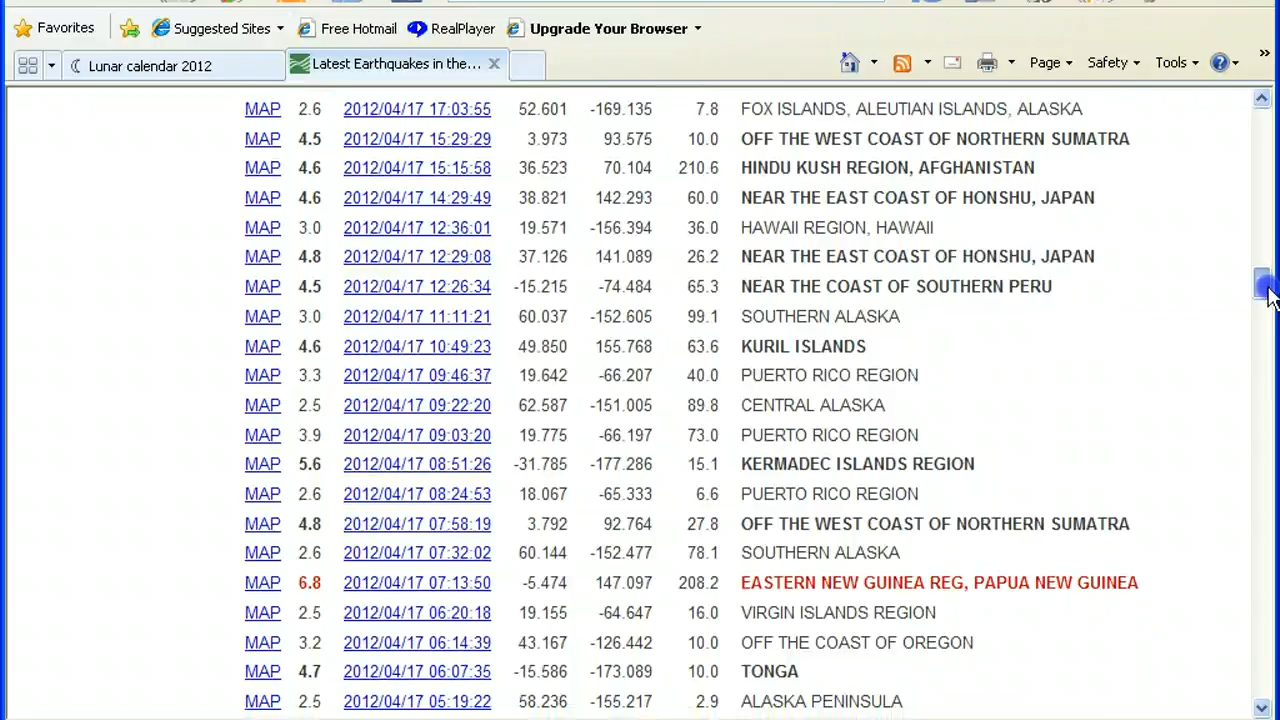 Favorites Suggested Sites Free Hotmail RealPlayer Upgrade Your Browser
Lunar calendar 2012 Latest Earthquakes in the... Page Safety Tools
MAP 2.6 2012/04/17 17:03:55 52.601 -169.135 7.8 FOX ISLANDS, ALEUTIAN ISLANDS, ALASKA
MAP 4.5 2012/04/17 15:29:29 3.973 93.575 10.0 OFF THE WEST COAST OF NORTHERN SUMATRA
MAP 4.6 2012/04/17 15:15:58 36.523 70.104 210.6 HINDU KUSH REGION, AFGHANISTAN
MAP 4.6 2012/04/17 14:29:49 38.821 142.293 60.0 NEAR THE EAST COAST OF HONSHU, JAPAN
MAP 3.0 2012/04/17 12:36:01 19.571 -156.394 36.0 HAWAII REGION, HAWAII
MAP 4.8 2012/04/17 12:29:08 37.126 141.089 26.2 NEAR THE EAST COAST OF HONSHU, JAPAN
MAP 4.5 2012/04/17 12:26:34 -15.215 -74.484 65.3 NEAR THE COAST OF SOUTHERN PERU
MAP 3.0 2012/04/17 11:11:21 60.037 -152.605 99.1 SOUTHERN ALASKA
MAP 4.6 2012/04/17 10:49:23 49.850 155.768 63.6 KURIL ISLANDS
MAP 3.3 2012/04/17 09:46:37 19.642 -66.207 40.0 PUERTO RICO REGION
MAP 2.5 2012/04/17 09:22:20 62.587 -151.005 89.8 CENTRAL ALASKA
MAP 3.9 2012/04/17 09:03:20 19.775 -66.197 73.0 PUERTO RICO REGION
MAP 5.6 2012/04/17 08:51:26 -31.785 -177.286 15.1 KERMADEC ISLANDS REGION
MAP 2.6 2012/04/17 08:24:53 18.067 -65.333 6.6 PUERTO RICO REGION
MAP 4.8 2012/04/17 07:58:19 3.792 92.764 27.8 OFF THE WEST COAST OF NORTHERN SUMATRA
MAP 2.6 2012/04/17 07:32:02 60.144 -152.477 78.1 SOUTHERN ALASKA
MAP 6.8 2012/04/17 07:13:50 -5.474 147.097 208.2 EASTERN NEW GUINEA REG, PAPUA NEW GUINEA
MAP 2.5 2012/04/17 06:20:18 19.155 -64.647 16.0 VIRGIN ISLANDS REGION
MAP 3.2 2012/04/17 06:14:39 43.167 -126.442 10.0 OFF THE COAST OF OREGON
MAP 4.7 2012/04/17 06:07:35 -15.586 -173.089 10.0 TONGA
MAP 2.5 2012/04/17 05:19:22 58.236 -155.217 2.9 ALASKA PENINSULA